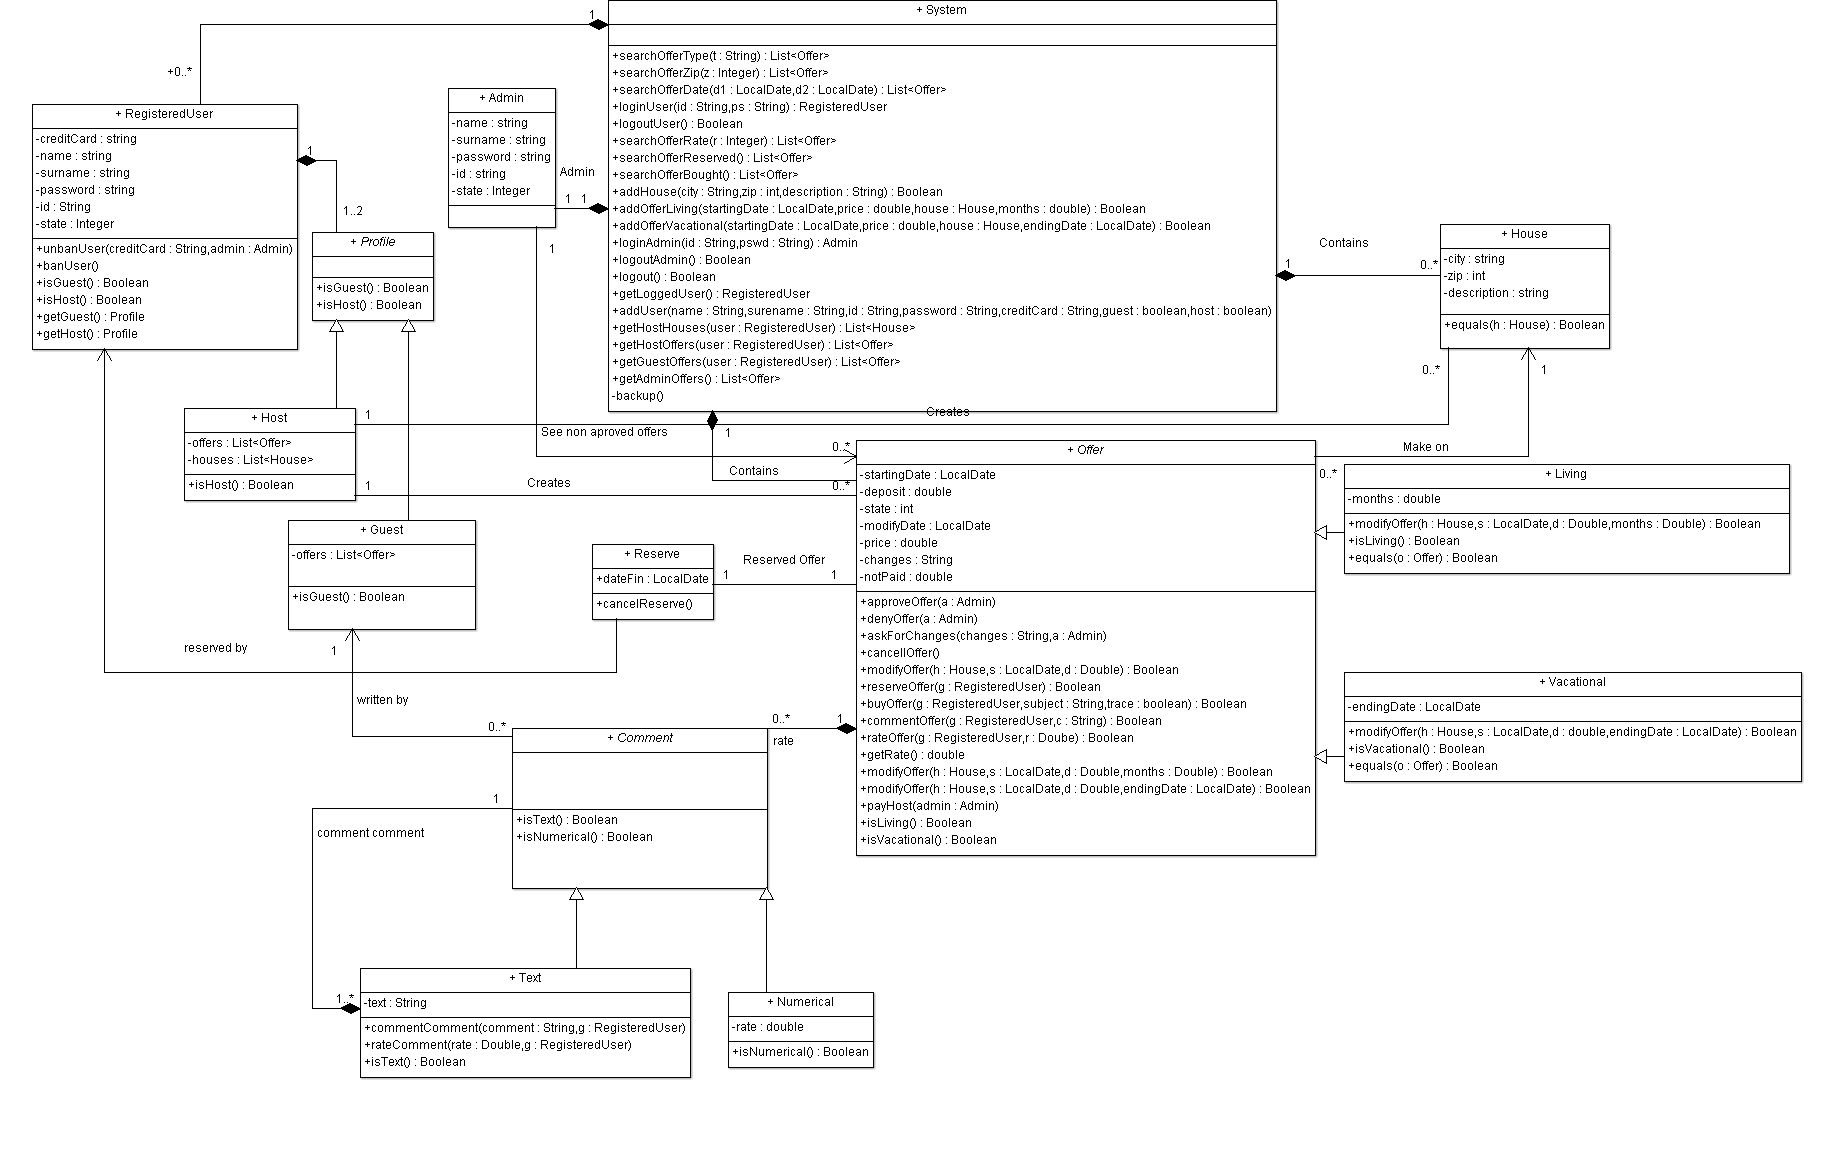 + System
+searchOfferType(t : String) : List<Offer>
+searchOfferZip(z : Integer) : List<Offer>
+searchOfferDate(d1 : LocalDate,d2 : LocalDate) : List<Offer>
+loginUser(id : String,ps : String) : RegisteredUser
+logoutUser() : Boolean
+searchOfferRate(r : Integer) : List<Offer>
+searchOfferReserved() : List<Offer>
+searchOfferBought() : List<Offer>
+addHouse(city : String,zip : int,description : String) : Boolean
+addOfferLiving(startingDate : LocalDate,price : double,house : House,months : double) : Boolean
+addOfferVacational(startingDate : LocalDate,price : double,house : House,endingDate : LocalDate) : Boolean
+loginAdmin(id : String,pswd : String) : Admin
+logoutAdmin() : Boolean
+logout() : Boolean
+getLoggedUser() : RegisteredUser
+addUser(name : String,surename : String,id : String,password : String,creditCard : String,guest : boolean,host : boolean)
+getHostHouses(user : RegisteredUser) : List<House>
+getHostOffers(user : RegisteredUser) : List<Offer>
+getGuestOffers(user : RegisteredUser) : List<Offer>
+getAdminOffers() : List<Offer>
-backup()
1
+0..*
+ RegisteredUser
-creditCard : string
-name : string
-surname : string
-password : string
-id : String
-state : Integer
+unbanUser(creditCard : String,admin : Admin)
+banUser()
+isGuest() : Boolean
+isHost() : Boolean
+getGuest() : Profile
+getHost() : Profile
1
1..2
+ Admin
-name : string
-surname : string
-password : string
-id : string
-state : Integer
Admin
1 1
1
+ Profile
+isGuest() : Boolean
+isHost() : Boolean
Contains
1
0..*
+ House
-city : string
-zip : int
-description : string
+equals(h : House) : Boolean
0..*
1
+ Host
-offers : List<Offer>
-houses : List<House>
+isHost() : Boolean
1
Creates
See non aproved offers
1
0..*
Make on
Contains
1
Creates
0..*
0..*
+ Offer
-startingDate : LocalDate
-deposit : double
-state : int
-modifyDate : LocalDate
-price : double
-changes : String
-notPaid : double
+approveOffer(a : Admin)
+denyOffer(a : Admin)
+askForChanges(changes : String,a : Admin)
+cancellOffer()
+modifyOffer(h : House,s : LocalDate,d : Double) : Boolean
+reserveOffer(g : RegisteredUser) : Boolean
+buyOffer(g : RegisteredUser,subject : String,trace : boolean) : Boolean
+commentOffer(g : RegisteredUser,c : String) : Boolean
+rateOffer(g : RegisteredUser,r : Doube) : Boolean
+getRate() : double
+modifyOffer(h : House,s : LocalDate,d : Double,months : Double) : Boolean
+modifyOffer(h : House,s : LocalDate,d : Double,endingDate : LocalDate) : Boolean
+payHost(admin : Admin)
+isLiving() : Boolean
+isVacational() : Boolean
+ Living
-months : double
+modifyOffer(h : House,s : LocalDate,d : Double,months : Double) : Boolean
+isLiving() : Boolean
+equals(o : Offer) : Boolean
+ Guest
-offers : List<Offer>
+isGuest() : Boolean
+ Reserve
+dateFin : LocalDate
+cancelReserve()
Reserved Offer
1
1
reserved by
1
written by
0..*
+ Vacational
-endingDate : LocalDate
+modifyOffer(h : House,s : LocalDate,d : double,endingDate : LocalDate) : Boolean
+isVacational() : Boolean
+equals(o : Offer) : Boolean
0..*
1
rate
+ Comment
+isText() : Boolean
+isNumerical() : Boolean
1
comment comment
1..*
+ Text
-text : String
+commentComment(comment : String,g : RegisteredUser)
+rateComment(rate : Double,g : RegisteredUser)
+isText() : Boolean
+ Numerical
-rate : double
+isNumerical() : Boolean